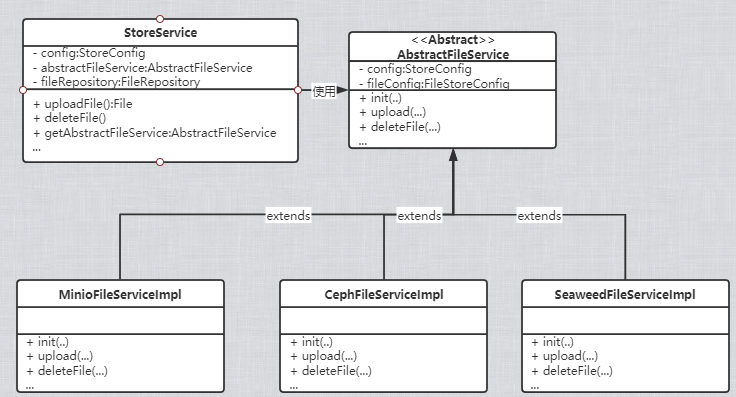 StoreService
- config:StoreConfig
- abstractFileService:AbstractFileService
- fileRepository:FileRepository
+ uploadFile():File
+ deleteFile()
+ getAbstractFileService:AbstractFileService
...
使用
<<Abstract>>
AbstractFileService
- config:StoreConfig
- fileConfig:FileStoreConfig
+ init(..)
+ upload(...)
+ deleteFile(...)
...
extends
extends
extends
MinioFileServiceImpl
+ init(..)
+ upload(...)
+ deleteFile(...)
...
CephFileServiceImpl
+ init(..)
+ upload(...)
+ deleteFile(...)
...
SeaweedFileServiceImpl
+ init(..)
+ upload(...)
+ deleteFile(...)
...